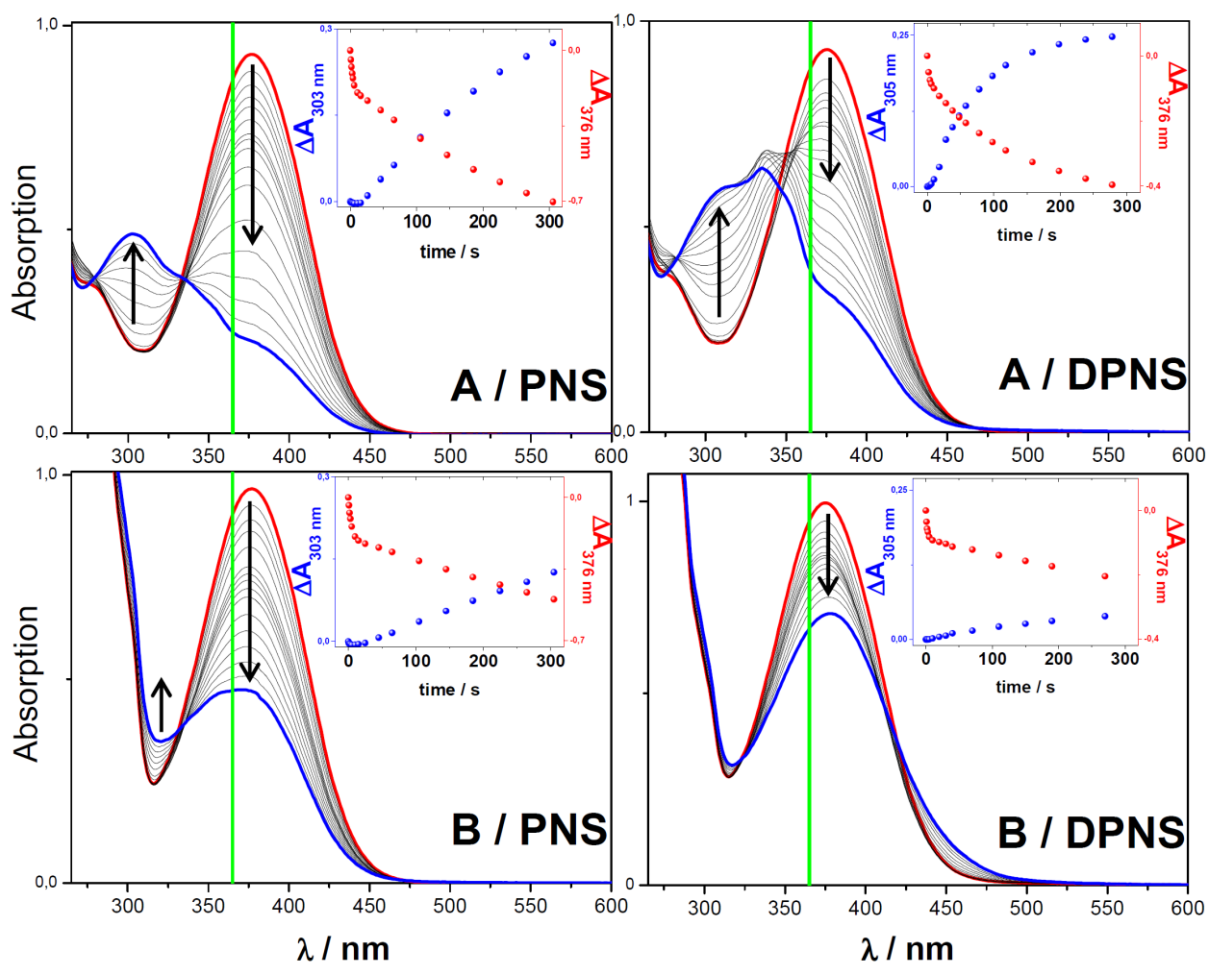 1,0
Absorption
0,0
300 350 400 450 500 550 600
A / PNS
0,3
0,0
ΔA303 nm
0,0
-0,7
ΔA376 nm
0 100 200 300
time / s
1,0
300 350 400 450 500 550 600
A / DPNS
0,25
0,00
ΔA305 nm
0,0
-0,4
ΔA376 nm
0 100 200 300
time / s
1,0
Absorption
0,0
300 350 400 450 500 550 600
λ / nm
B / PNS
0,3
0,0
ΔA303 nm
0,0
-0,7
ΔA376 nm
0 100 200 300
time / s
1
0
300 350 400 450 500 550 600
λ / nm
B / DPNS
0,25
0,00
ΔA305 nm
0,0
-0,4
ΔA376 nm
0 100 200 300
time / s